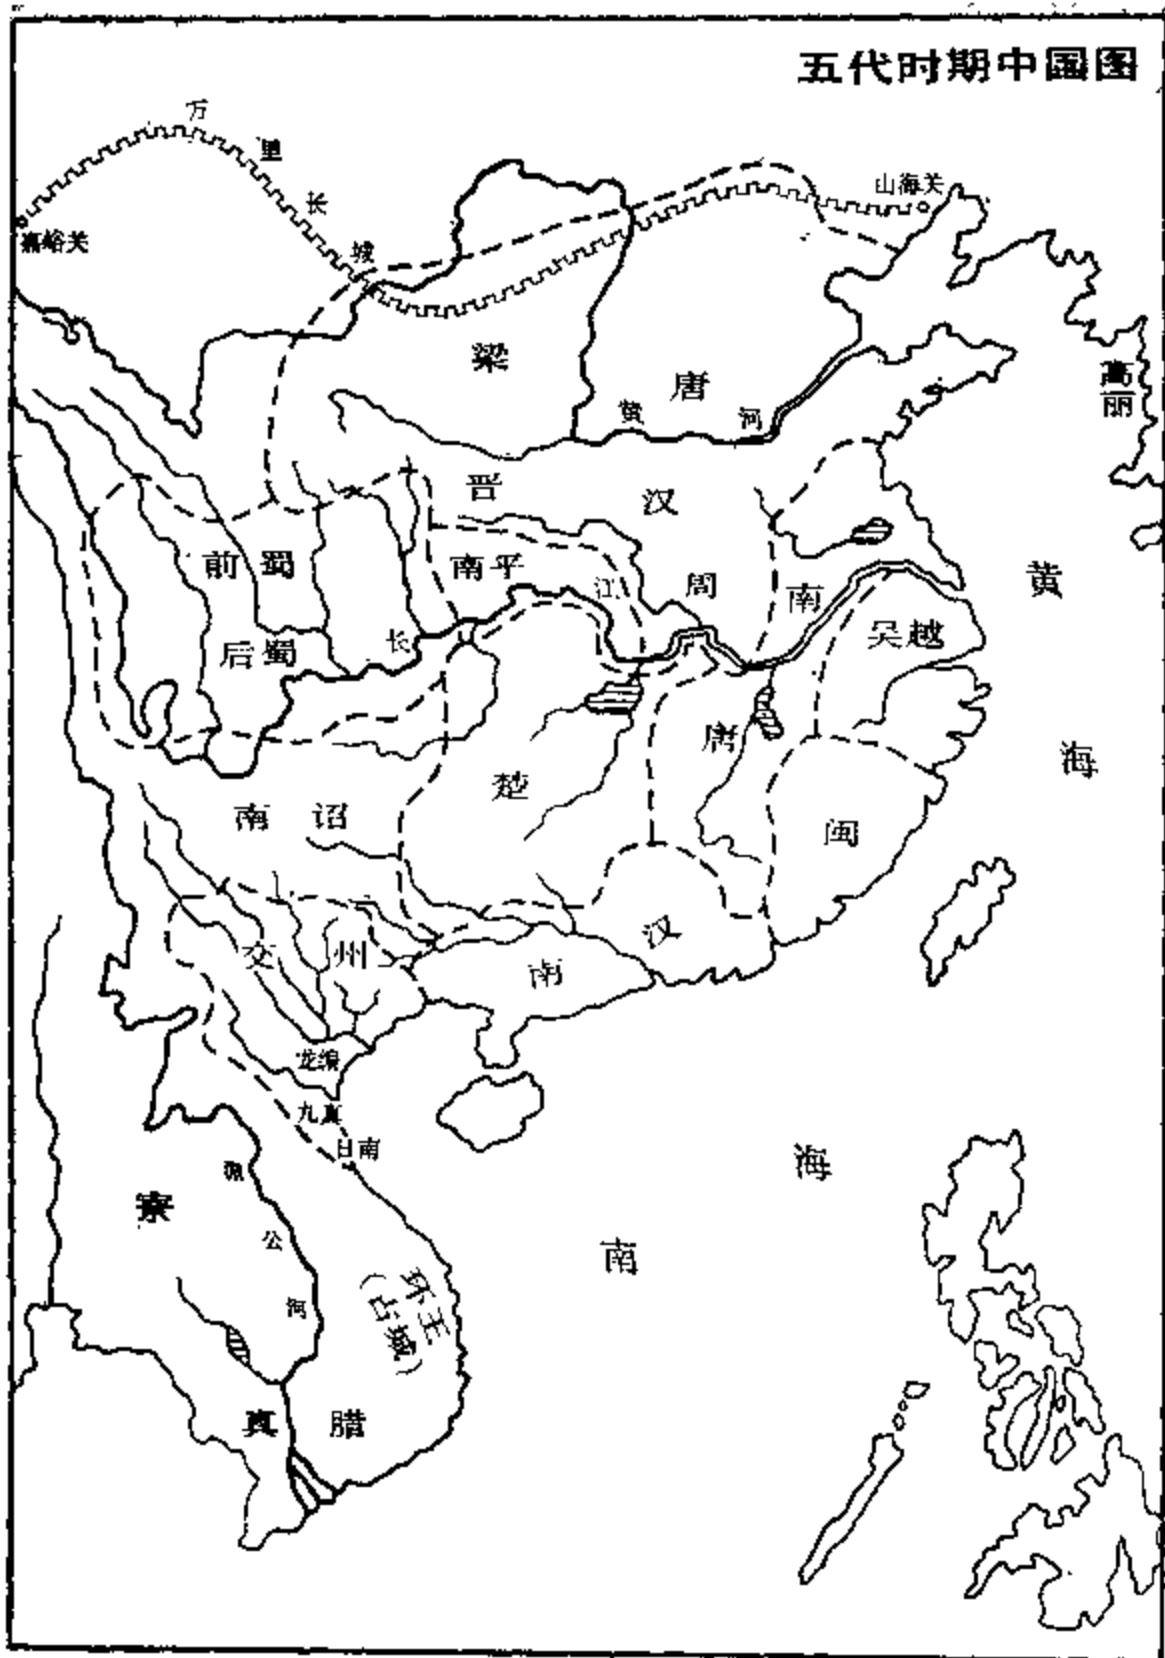 五代时期中国图
万里长城
山海关
嘉峪关
梁
唐
高丽
黄河
晋
汉
前蜀
南平
周
南
黄
江
吴越
后蜀
长
唐
海
楚
南诏
闽
汉
交州
南
龙编
九真
日南
海
公
南
河
环王
(占城)
真腊